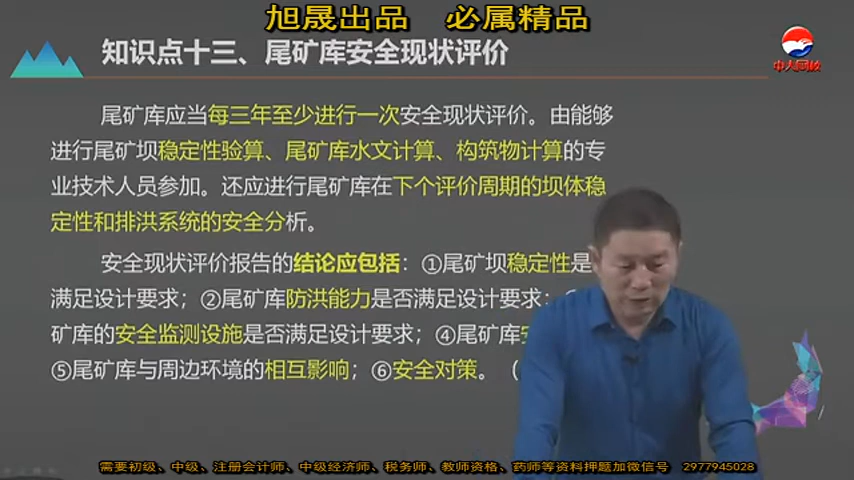 旭晟出品 必属精品
知识点十三、尾矿库安全现状评价
中大网校
尾矿库应当每三年至少进行一次安全现状评价。由能够
进行尾矿坝稳定性验算、尾矿库水文计算、构筑物计算的专
业技术人员参加。还应进行尾矿库在下个评价周期的坝体稳
定性和排洪系统的安全分析。
安全现状评价报告的结论应包括：①尾矿坝稳定性是
满足设计要求；②尾矿库防洪能力是否满足设计要求；
矿库的安全监测设施是否满足设计要求；④尾矿库
⑤尾矿库与周边环境的相互影响；⑥安全对策。（
需要初级、中级、注册会计师、中级经济师、税务师、教师资格、药师等资料押题加微信号 2977945028